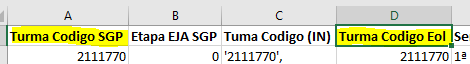 A B C D
Turma Codigo SGP Etapa EJA SGP Tuma Codigo (IN) Turma Codigo Eol Se
2111770 0 '2111770', 2111770 1ª